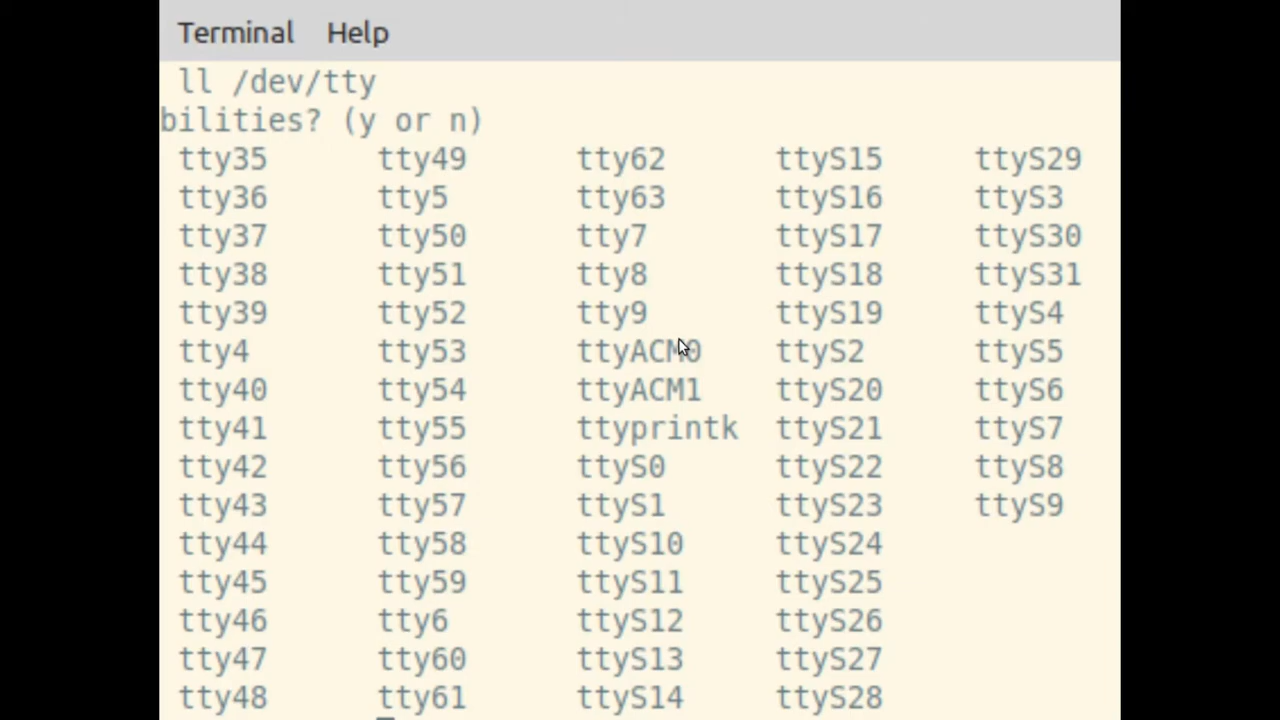 Terminal Help
ll /dev/tty
bilities? (y or n)
tty35 tty49 tty62 ttyS15 ttyS29
tty36 tty5 tty63 ttyS16 ttyS3
tty37 tty50 tty7 ttyS17 ttyS30
tty38 tty51 tty8 ttyS18 ttyS31
tty39 tty52 tty9 ttyS19 ttyS4
tty4 tty53 ttyACM0 ttyS2 ttyS5
tty40 tty54 ttyACM1 ttyS20 ttyS6
tty41 tty55 ttyprintk ttyS21 ttyS7
tty42 tty56 ttyS0 ttyS22 ttyS8
tty43 tty57 ttyS1 ttyS23 ttyS9
tty44 tty58 ttyS10 ttyS24
tty45 tty59 ttyS11 ttyS25
tty46 tty6 ttyS12 ttyS26
tty47 tty60 ttyS13 ttyS27
tty48 tty61 ttyS14 ttyS28